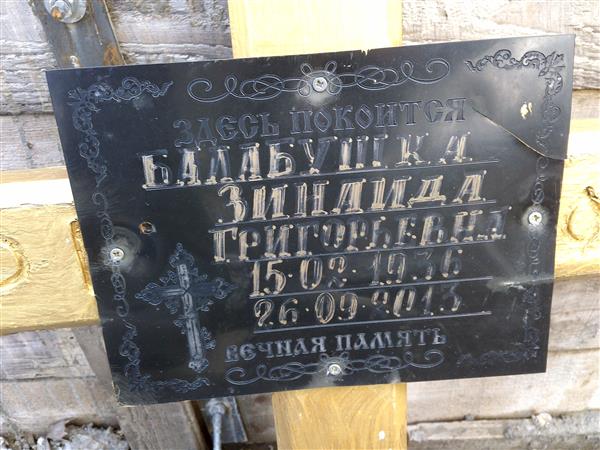 ЗДЕСЬ ПОКОИТСЯ
БАЛАБУШКА
ЗИНАИДА
ГРИГОРЬЕВНА
15·02·1936
26·09·2013
ВЕЧНАЯ ПАМЯТЬ